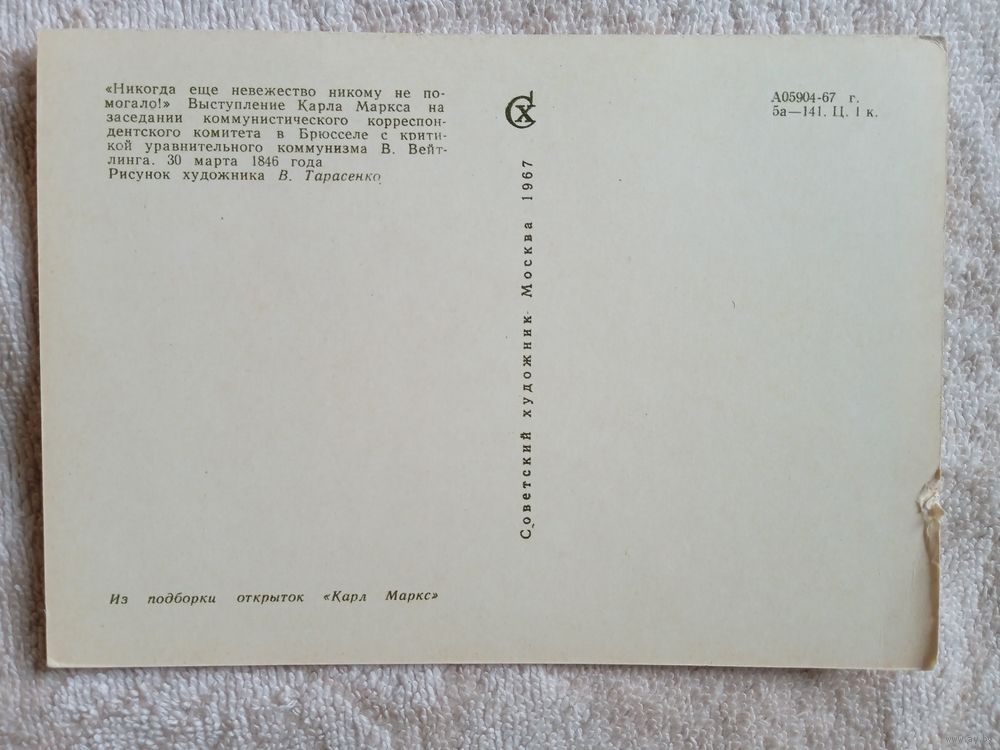 «Никогда еще невежество никому не по-
могало!» Выступление Карла Маркса на
заседании коммунистического корреспон-
дентского комитета в Брюсселе с крити-
кой уравнительного коммунизма В. Вейт-
линга. 30 марта 1846 года
Рисунок художника В. Тарасенко
Из подборки открыток «Карл Маркс»
СХ
Советский художник · Москва 1967
А05904-67 г.
5а—141. Ц. 1 к.